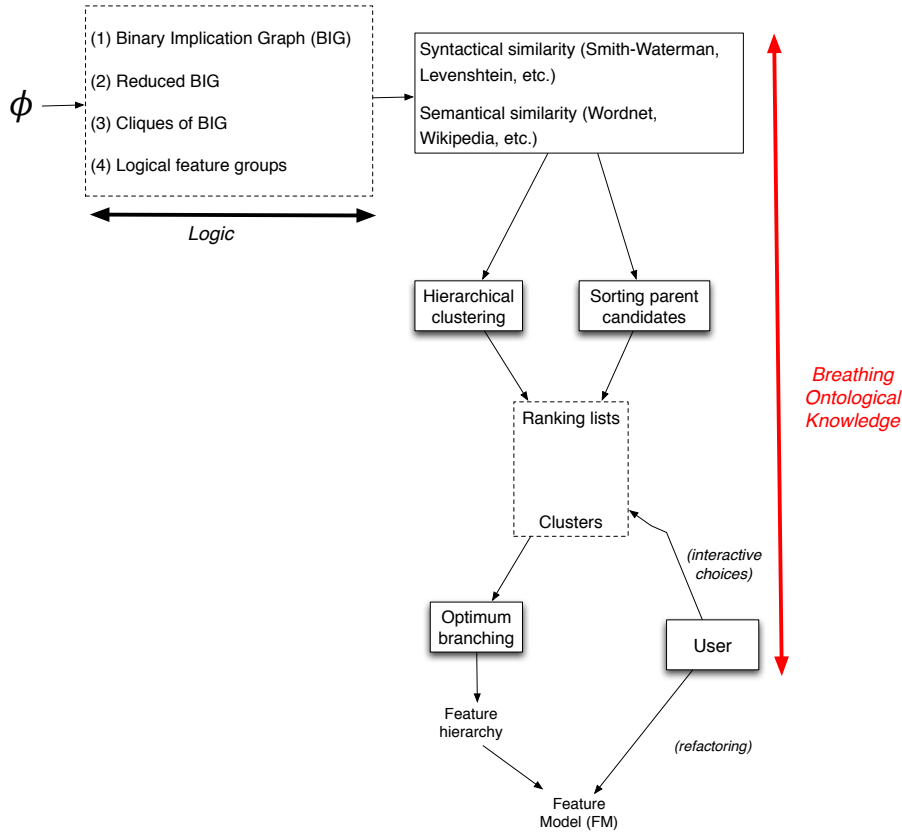 ϕ
(1) Binary Implication Graph (BIG)
(2) Reduced BIG
(3) Cliques of BIG
(4) Logical feature groups
Logic
Syntactical similarity (Smith-Waterman,
Levenshtein, etc.)
Semantical similarity (Wordnet,
Wikipedia, etc.)
Hierarchical
clustering
Sorting parent
candidates
Breathing
Ontological
Knowledge
Ranking lists
Clusters
(interactive
choices)
Optimum
branching
User
Feature
hierarchy
(refactoring)
Feature
Model (FM)